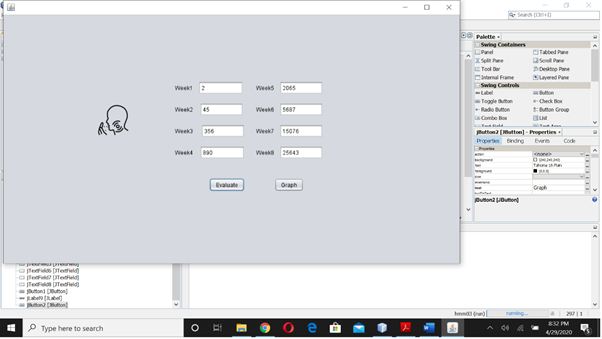 Search (Ctrl+I)
Palette
Swing Containers
Panel
Tabbed Pane
Split Pane
Scroll Pane
Tool Bar
Desktop Pane
Internal Frame
Layered Pane
Swing Controls
Label
Button
Toggle Button
Check Box
Radio Button
Button Group
Combo Box
List
Week1 2 Week5 2065
Week2 45 Week6 5687
Week3 356 Week7 15076
Week4 890 Week8 25643
Evaluate Graph
jButton2 [JButton] - Properties
Properties Binding Events Code
Properties
action <none>
background [240,240,240]
font Tahoma 11 Plain
foreground [0,0,0]
text Graph
jButton2 [JButton]
jTextField6 [JTextField]
jTextField7 [JTextField]
jTextField8 [JTextField]
jButton1 [JButton]
jLabel9 [JLabel]
jButton2 [JButton]
hmm03 (run) running... 297 | 1
Type here to search
8:32 PM
4/29/2020